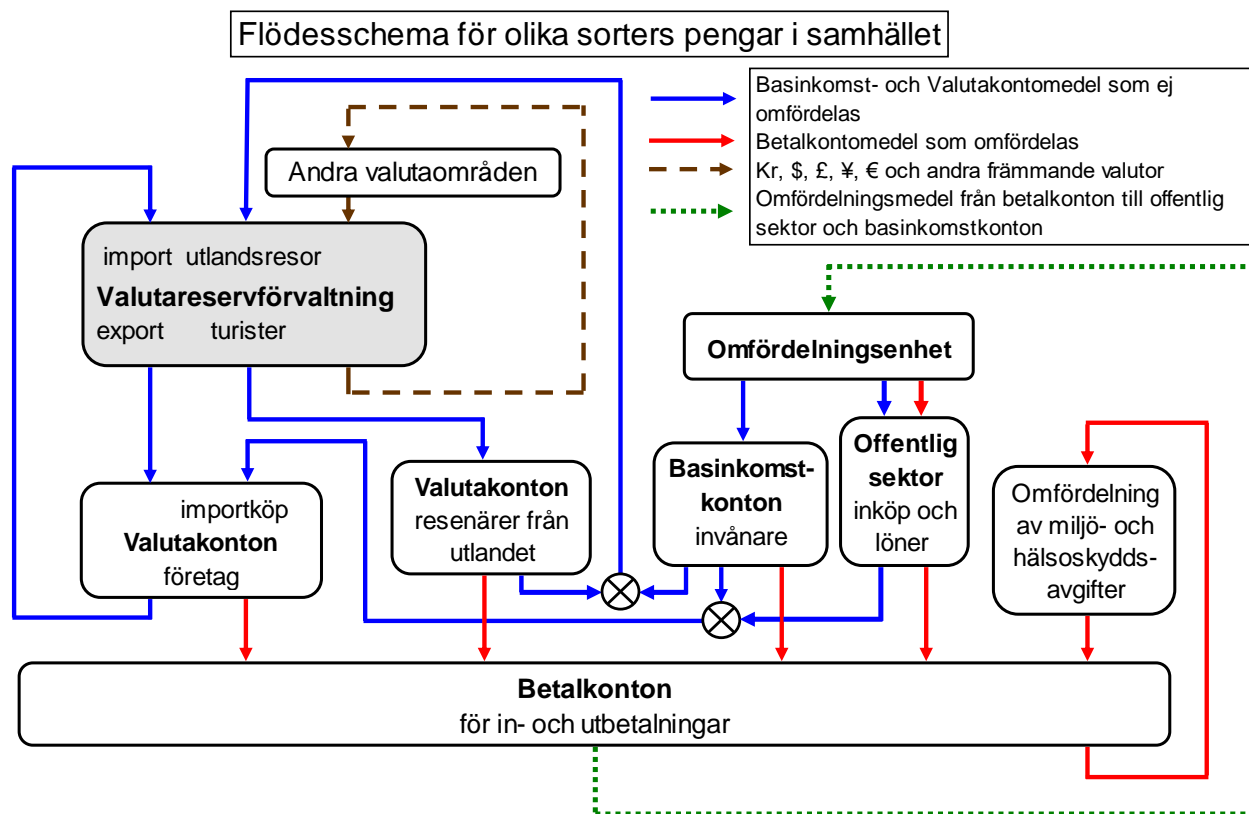 Flödesschema för olika sorters pengar i samhället
Basinkomst- och Valutakontomedel som ej
omfördelas
Betalkontomedel som omfördelas
Kr, $, £, ¥, € och andra främmande valutor
Omfördelningsmedel från betalkonton till offentlig
sektor och basinkomstkonton
Andra valutaområden
import utlandsresor
Valutareservförvaltning
export turister
Omfördelningsenhet
Valutakonton
resenärer från
utlandet
Basinkomst-
konton
invånare
Offentlig
sektor
inköp och
löner
Omfördelning
av miljö- och
hälsoskydds-
avgifter
importköp
Valutakonton
företag
Betalkonton
för in- och utbetalningar